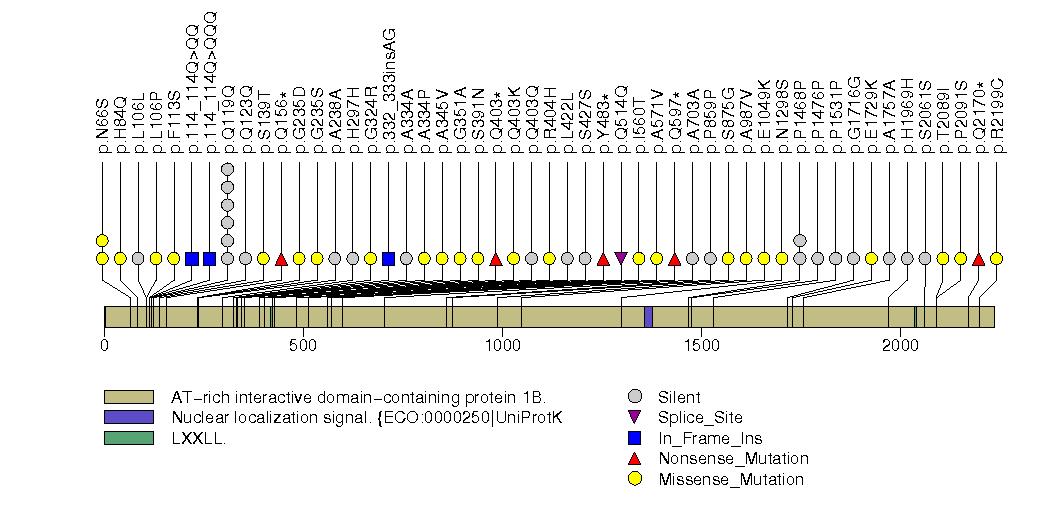 p.N66S
p.H84Q
p.L106L
p.L106P
p.F113S
p.114_114Q>QQ
p.114_114Q>QQQ
p.Q119Q
p.Q123Q
p.S139T
p.Q156*
p.G235D
p.G235S
p.A238A
p.H297H
p.G324R
p.332_333insAG
p.A334A
p.A334P
p.A345V
p.G351A
p.S391N
p.Q403*
p.Q403K
p.Q403Q
p.R404H
p.L422L
p.S427S
p.Y483*
p.Q514Q
p.I560T
p.A571V
p.Q597*
p.A703A
p.P859P
p.S875G
p.A987V
p.E1049K
p.N1298S
p.P1468P
p.P1476P
p.P1531P
p.G1716G
p.E1729K
p.A1757A
p.H1969H
p.S2061S
p.T2089I
p.P2091S
p.Q2170*
p.R2199C
0 500 1000 1500 2000
AT-rich interactive domain-containing protein 1B.
Nuclear localization signal. {ECO:0000250|UniProtK
LXXLL.
Silent
Splice_Site
In_Frame_Ins
Nonsense_Mutation
Missense_Mutation